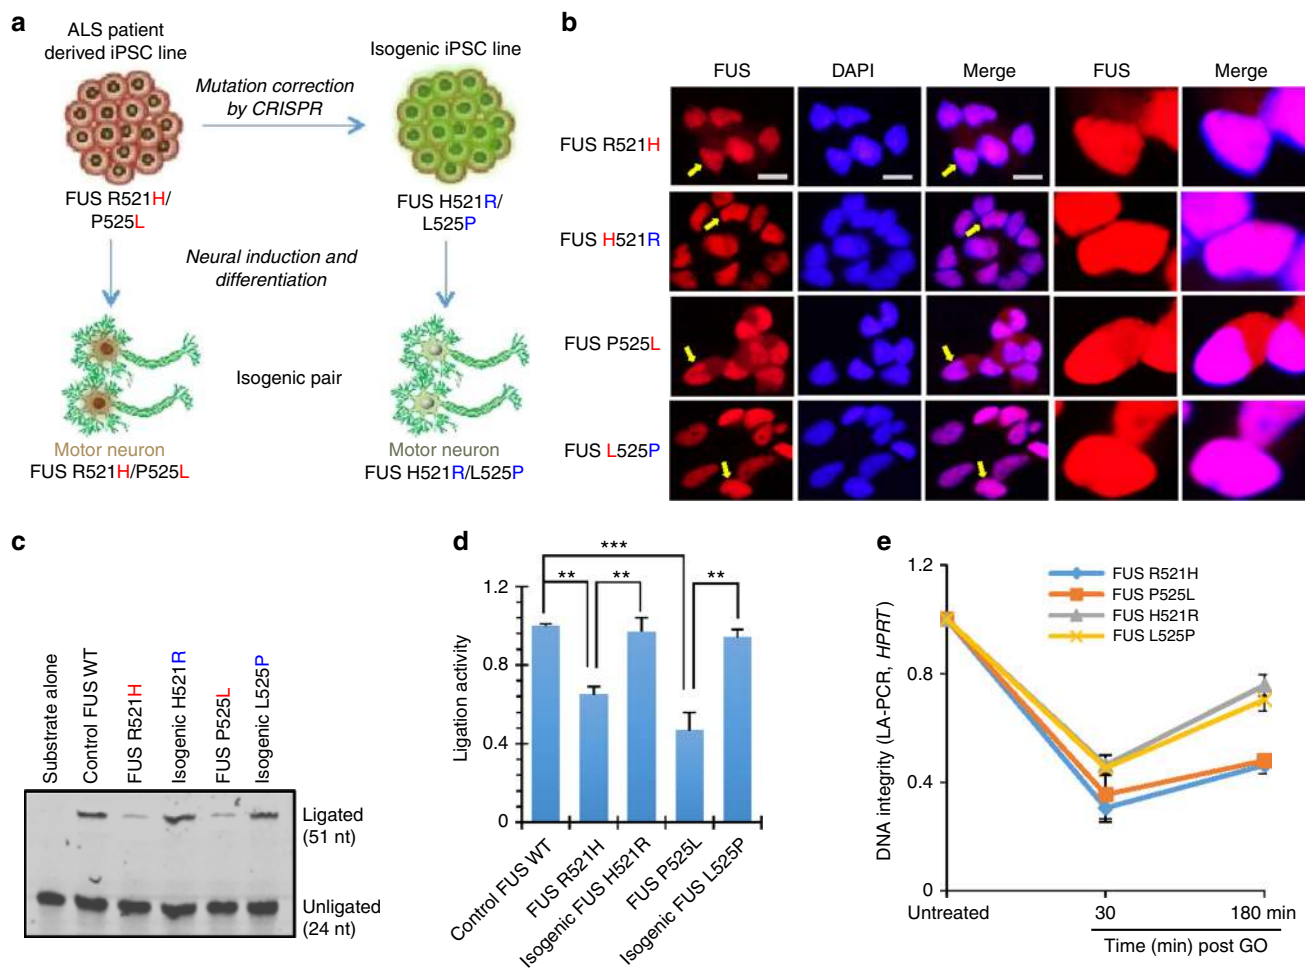 a
ALS patient
derived iPSC line
Isogenic iPSC line
Mutation correction
by CRISPR
FUS R521H/
P525L
FUS H521R/
L525P
Neural induction and
differentiation
Isogenic pair
Motor neuron
FUS R521H/P525L
Motor neuron
FUS H521R/L525P
b
FUS DAPI Merge FUS Merge
FUS R521H
FUS H521R
FUS P525L
FUS L525P
c
Substrate alone
Control FUS WT
FUS R521H
Isogenic H521R
FUS P525L
Isogenic L525P
Ligated
(51 nt)
Unligated
(24 nt)
d
***
** ** **
Ligation activity
1.2
0.8
0.4
0
Control FUS WT
FUS R521H
Isogenic FUS H521R
FUS P525L
Isogenic FUS L525P
e
DNA integrity (LA-PCR, HPRT)
1.2
0.8
0.4
0
FUS R521H
FUS P525L
FUS H521R
FUS L525P
Untreated 30 180 min
Time (min) post GO